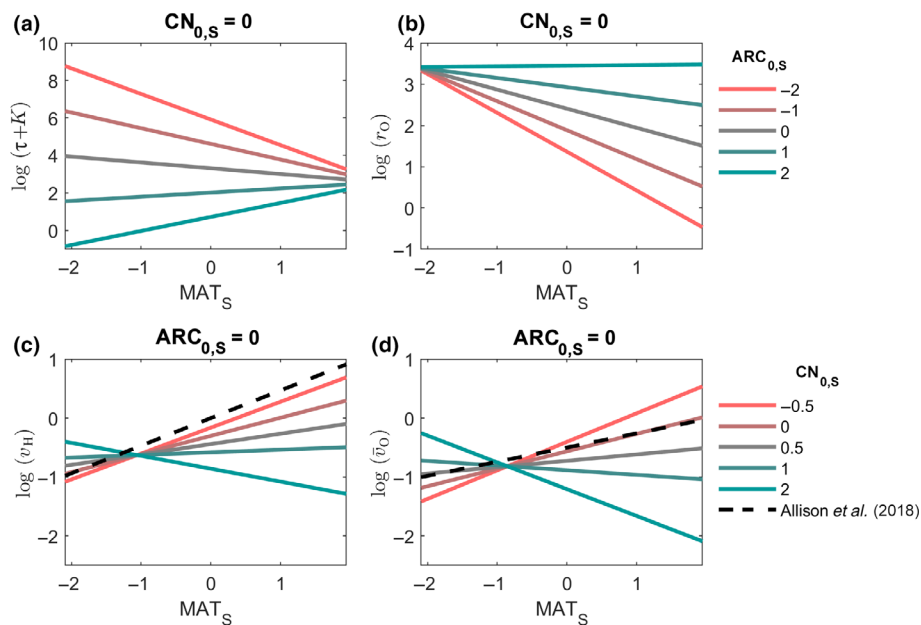 (a) CN0,S = 0
log (τ+K)
10
8
6
4
2
0
–2 –1 0 1
MATS
(b) CN0,S = 0
log (rO)
4
3
2
1
0
–1
–2 –1 0 1
MATS
ARC0,S
–2
–1
0
1
2
(c) ARC0,S = 0
log (vH)
1
0
–1
–2
–2 –1 0 1
MATS
(d) ARC0,S = 0
log (v̄O)
1
0
–1
–2
–2 –1 0 1
MATS
CN0,S
–0.5
0
0.5
1
2
Allison et al. (2018)